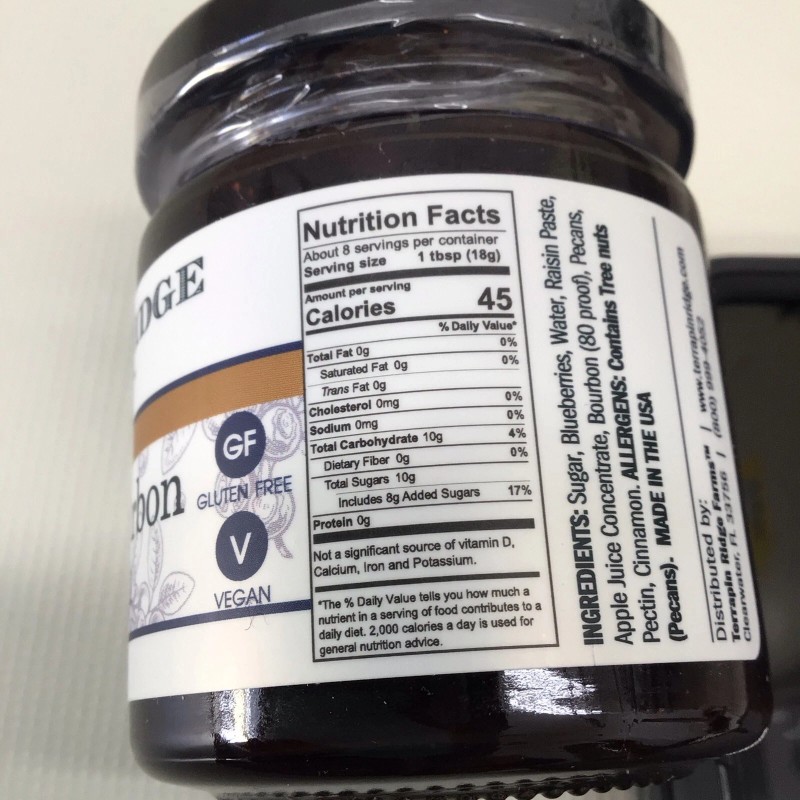 IDGE
rbon
GF
GLUTEN FREE
V
VEGAN
Nutrition Facts
About 8 servings per container
Serving size 1 tbsp (18g)
Amount per serving
Calories 45
% Daily Value*
Total Fat 0g 0%
Saturated Fat 0g 0%
Trans Fat 0g
Cholesterol 0mg 0%
Sodium 0mg 0%
Total Carbohydrate 10g 4%
Dietary Fiber 0g 0%
Total Sugars 10g
Includes 8g Added Sugars 17%
Protein 0g
Not a significant source of vitamin D,
Calcium, Iron and Potassium.
*The % Daily Value tells you how much a
nutrient in a serving of food contributes to a
daily diet. 2,000 calories a day is used for
general nutrition advice.
INGREDIENTS: Sugar, Blueberries, Water, Raisin Paste,
Apple Juice Concentrate, Bourbon (80 proof), Pecans,
Pectin, Cinnamon. ALLERGENS: Contains Tree nuts
(Pecans). MADE IN THE USA
Distributed by:
Terrapin Ridge Farms™ | www.terrapinridge.com
Clearwater, FL 33756 | (800) 999-4052